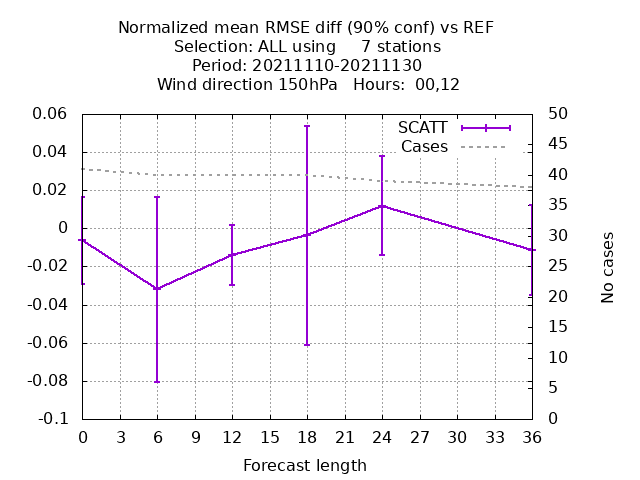 Normalized mean RMSE diff (90% conf) vs REF
Selection: ALL using     7 stations
Period: 20211110-20211130
Wind direction 150hPa   Hours:  00,12
SCATT
Cases
0.06
0.04
0.02
0
-0.02
-0.04
-0.06
-0.08
-0.1
50
45
40
35
30
25
20
15
10
5
0
No cases
0 3 6 9 12 15 18 21 24 27 30 33 36
Forecast length